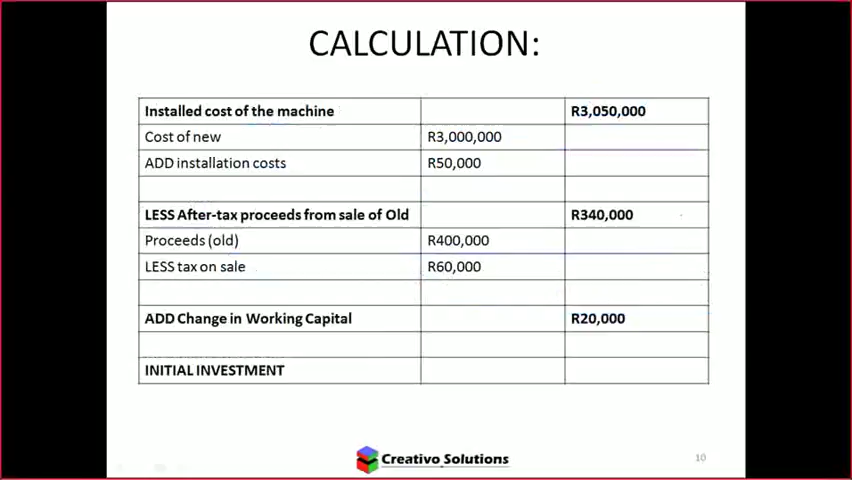 CALCULATION:
Installed cost of the machine R3,050,000
Cost of new R3,000,000
ADD installation costs R50,000
LESS After-tax proceeds from sale of Old R340,000
Proceeds (old) R400,000
LESS tax on sale R60,000
ADD Change in Working Capital R20,000
INITIAL INVESTMENT
Creativo Solutions
10